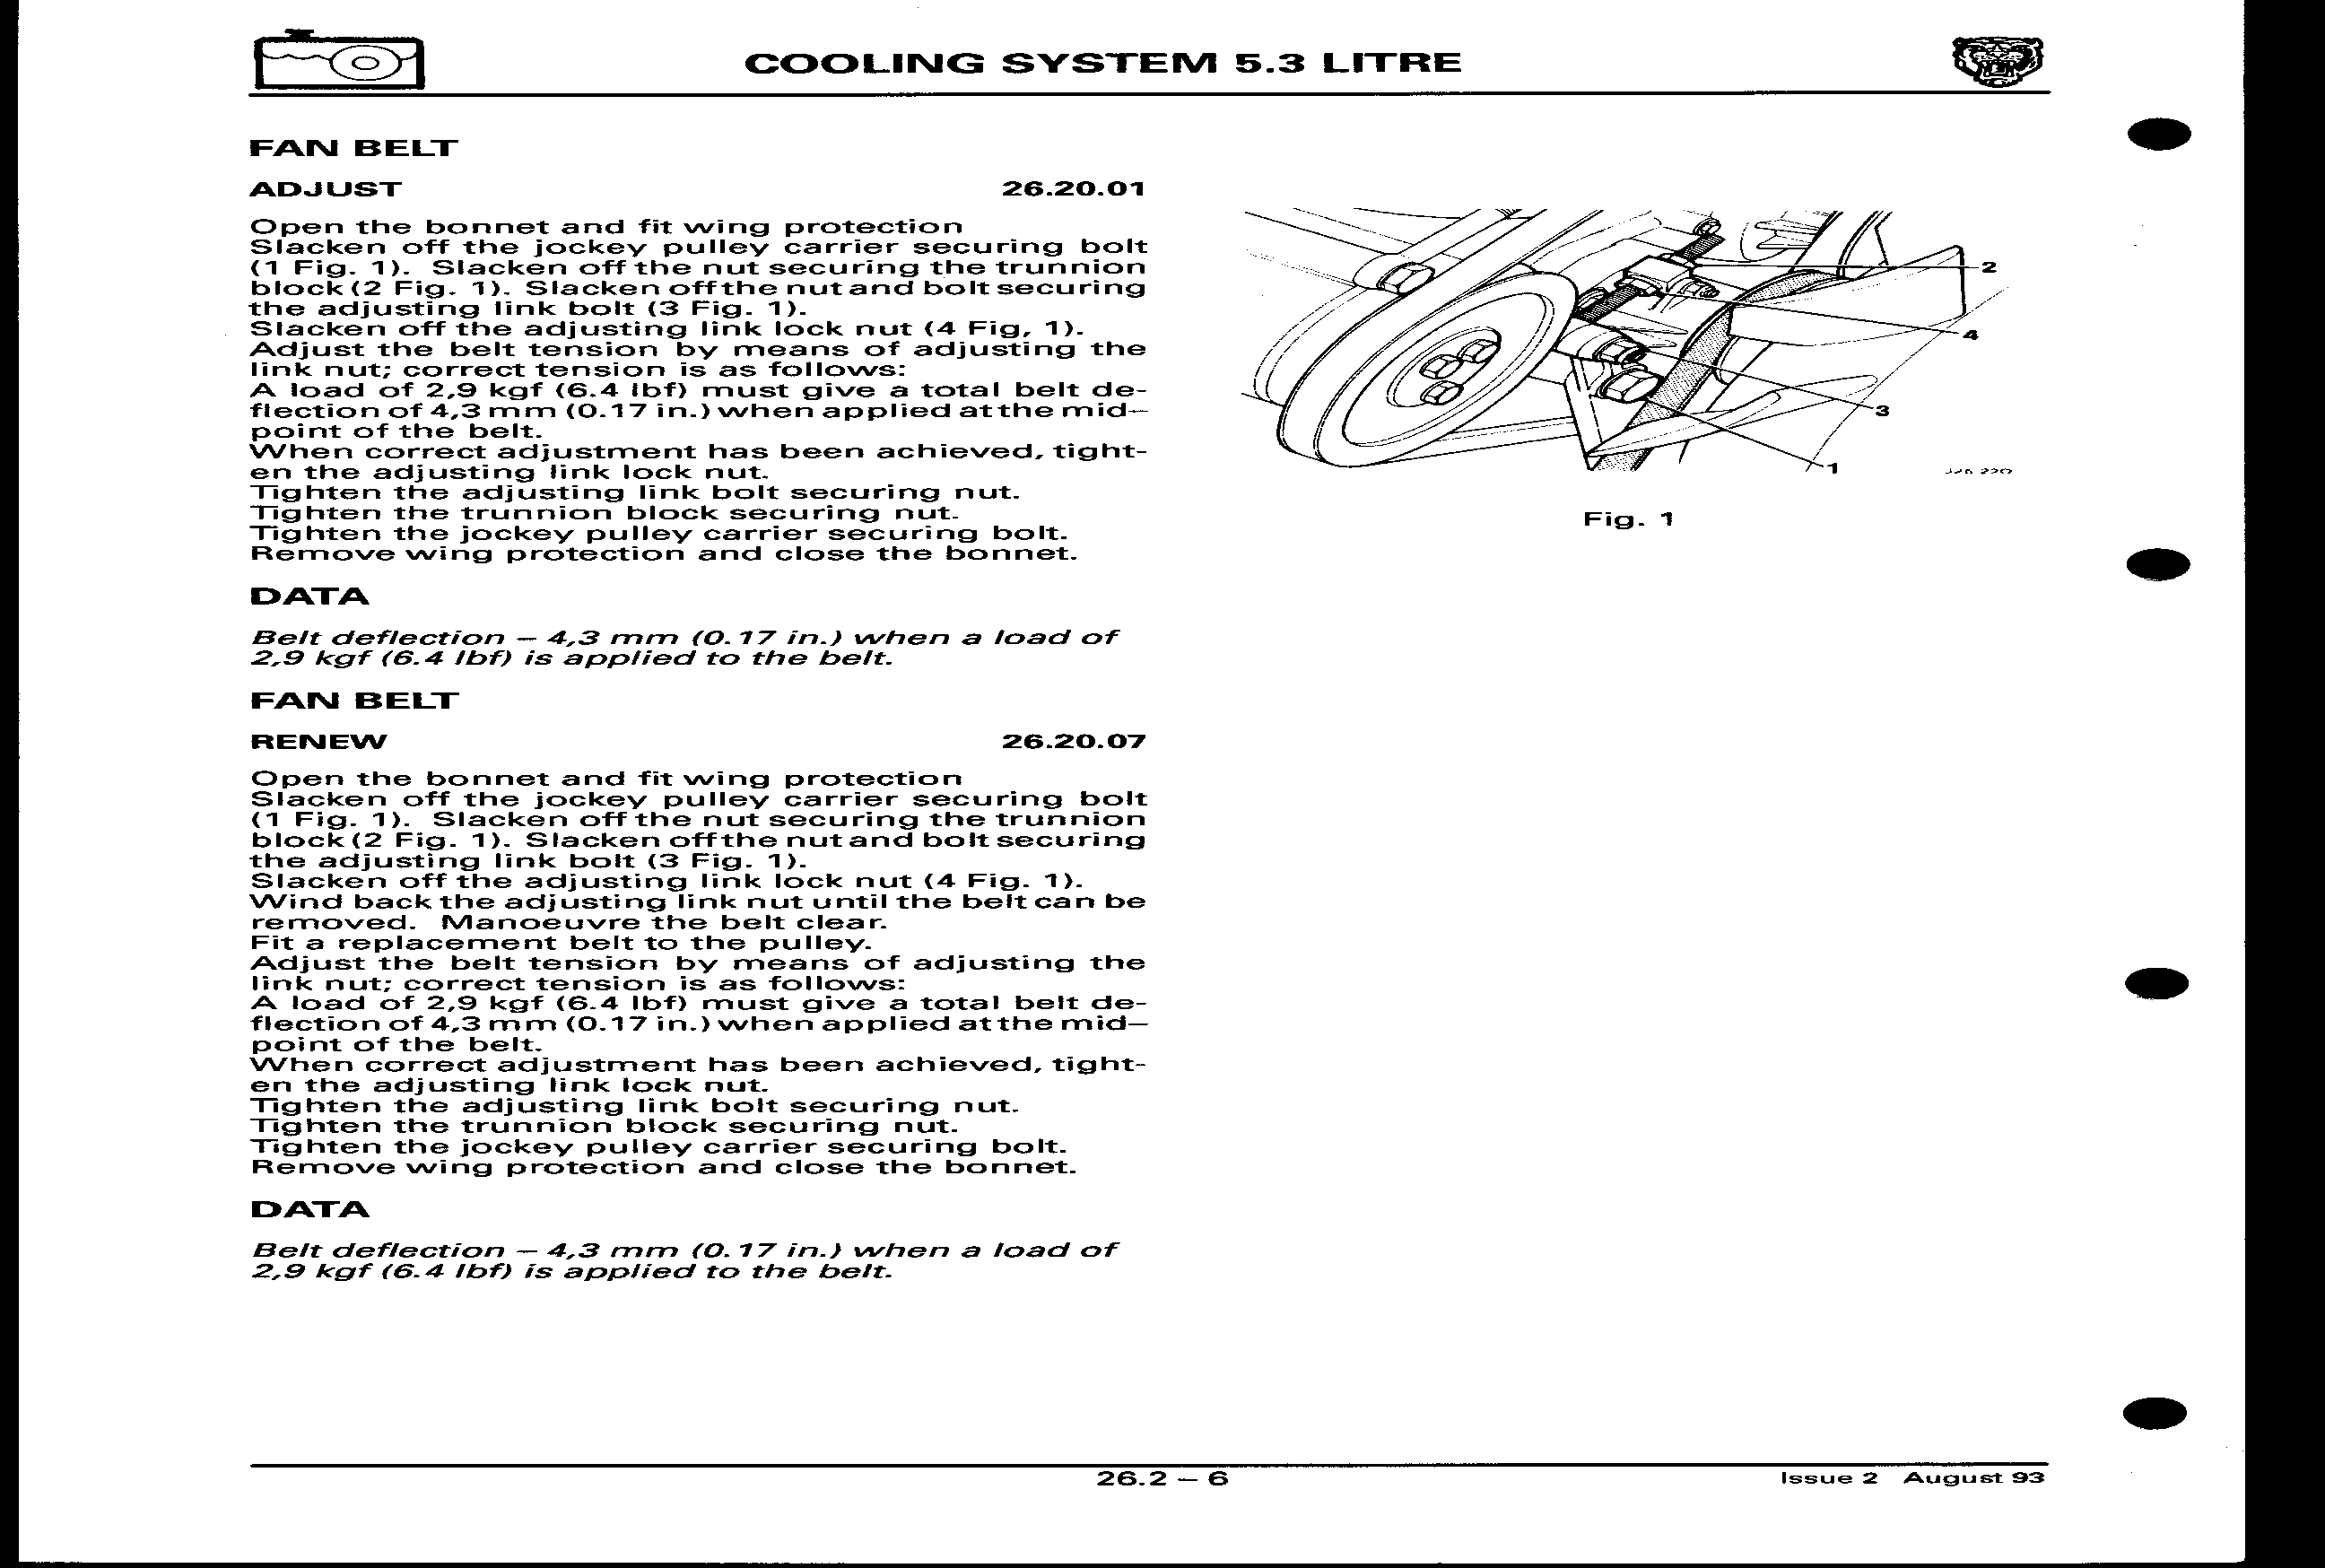 COOLING SYSTEM 5.3 LITRE
FAN BELT
ADJUST 26.20.01
Open the bonnet and fit wing protection
Slacken off the jockey pulley carrier securing bolt
(1 Fig. 1). Slacken off the nut securing the trunnion
block (2 Fig. 1). Slacken off the nut and bolt securing
the adjusting link bolt (3 Fig. 1).
Slacken off the adjusting link lock nut (4 Fig, 1).
Adjust the belt tension by means of adjusting the
link nut; correct tension is as follows:
A load of 2,9 kgf (6.4 lbf) must give a total belt de-
flection of 4,3 mm (0.17 in.) when applied at the mid–
point of the belt.
When correct adjustment has been achieved, tight-
en the adjusting link lock nut.
Tighten the adjusting link bolt securing nut.
Tighten the trunnion block securing nut.
Tighten the jockey pulley carrier securing bolt.
Remove wing protection and close the bonnet.
DATA
Belt deflection – 4,3 mm (0.17 in.) when a load of
2,9 kgf (6.4 lbf) is applied to the belt.
FAN BELT
RENEW 26.20.07
Open the bonnet and fit wing protection
Slacken off the jockey pulley carrier securing bolt
(1 Fig. 1). Slacken off the nut securing the trunnion
block (2 Fig. 1). Slacken off the nut and bolt securing
the adjusting link bolt (3 Fig. 1).
Slacken off the adjusting link lock nut (4 Fig. 1).
Wind back the adjusting link nut until the belt can be
removed. Manoeuvre the belt clear.
Fit a replacement belt to the pulley.
Adjust the belt tension by means of adjusting the
link nut; correct tension is as follows:
A load of 2,9 kgf (6.4 lbf) must give a total belt de-
flection of 4,3 mm (0.17 in.) when applied at the mid–
point of the belt.
When correct adjustment has been achieved, tight-
en the adjusting link lock nut.
Tighten the adjusting link bolt securing nut.
Tighten the trunnion block securing nut.
Tighten the jockey pulley carrier securing bolt.
Remove wing protection and close the bonnet.
DATA
Belt deflection – 4,3 mm (0.17 in.) when a load of
2,9 kgf (6.4 lbf) is applied to the belt.
2
4
3
1
J26 220
Fig. 1
26.2 – 6
Issue 2 August 93